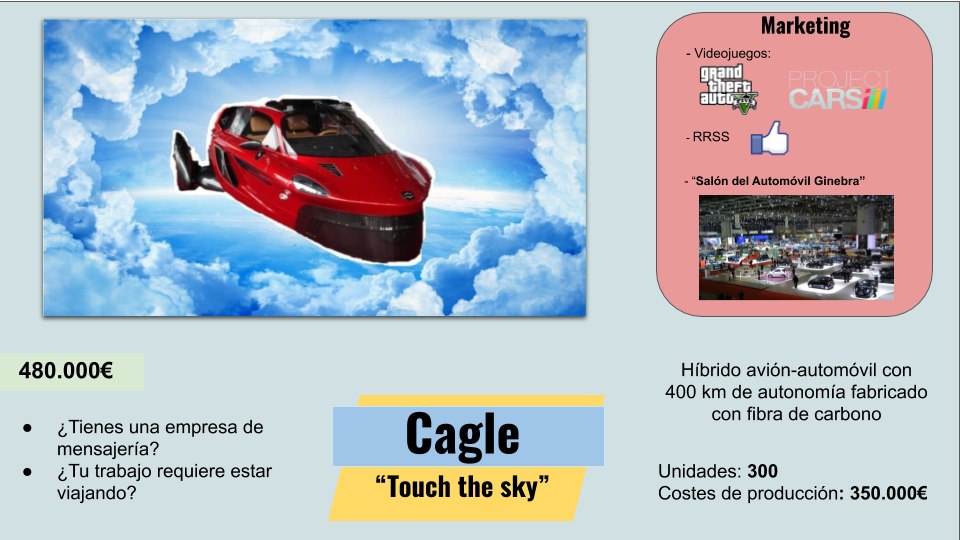 Marketing
- Videojuegos:
grand
theft
auto
V
PROJECT
CARS
- RRSS
- “Salón del Automóvil Ginebra”
480.000€
● ¿Tienes una empresa de
mensajería?
● ¿Tu trabajo requiere estar
viajando?
Cagle
“Touch the sky”
Híbrido avión-automóvil con
400 km de autonomía fabricado
con fibra de carbono
Unidades: 300
Costes de producción: 350.000€